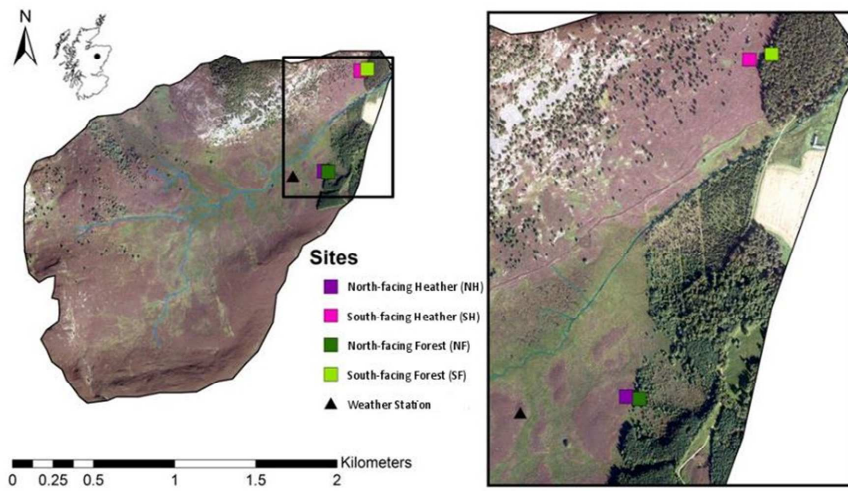 N
Sites
North-facing Heather (NH)
South-facing Heather (SH)
North-facing Forest (NF)
South-facing Forest (SF)
Weather Station
Kilometers
0 0.25 0.5 1 1.5 2